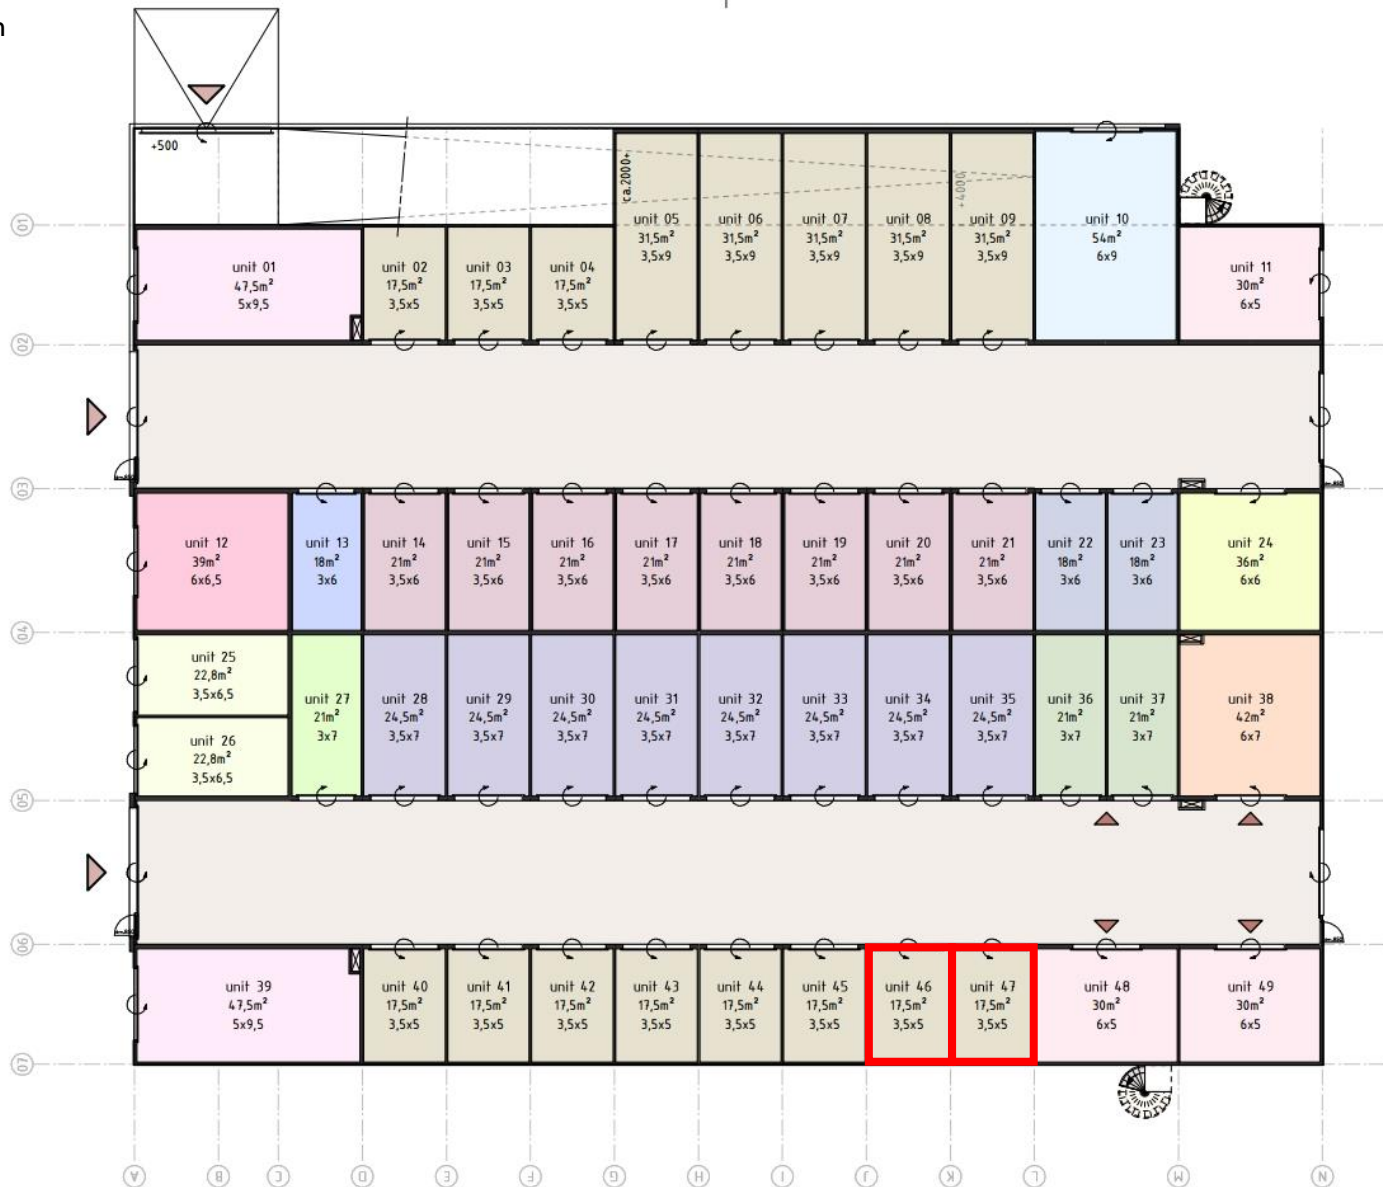 n
+500
ca.2000+
+4000
unit 01
47,5m²
5x9,5
unit 02
17,5m²
3,5x5
unit 03
17,5m²
3,5x5
unit 04
17,5m²
3,5x5
unit 05
31,5m²
3,5x9
unit 06
31,5m²
3,5x9
unit 07
31,5m²
3,5x9
unit 08
31,5m²
3,5x9
unit 09
31,5m²
3,5x9
unit 10
54m²
6x9
unit 11
30m²
6x5
unit 12
39m²
6x6,5
unit 13
18m²
3x6
unit 14
21m²
3,5x6
unit 15
21m²
3,5x6
unit 16
21m²
3,5x6
unit 17
21m²
3,5x6
unit 18
21m²
3,5x6
unit 19
21m²
3,5x6
unit 20
21m²
3,5x6
unit 21
21m²
3,5x6
unit 22
18m²
3x6
unit 23
18m²
3x6
unit 24
36m²
6x6
unit 25
22,8m²
3,5x6,5
unit 26
22,8m²
3,5x6,5
unit 27
21m²
3x7
unit 28
24,5m²
3,5x7
unit 29
24,5m²
3,5x7
unit 30
24,5m²
3,5x7
unit 31
24,5m²
3,5x7
unit 32
24,5m²
3,5x7
unit 33
24,5m²
3,5x7
unit 34
24,5m²
3,5x7
unit 35
24,5m²
3,5x7
unit 36
21m²
3x7
unit 37
21m²
3x7
unit 38
42m²
6x7
unit 39
47,5m²
5x9,5
unit 40
17,5m²
3,5x5
unit 41
17,5m²
3,5x5
unit 42
17,5m²
3,5x5
unit 43
17,5m²
3,5x5
unit 44
17,5m²
3,5x5
unit 45
17,5m²
3,5x5
unit 46
17,5m²
3,5x5
unit 47
17,5m²
3,5x5
unit 48
30m²
6x5
unit 49
30m²
6x5
01
02
03
04
05
06
07
A
B
C
D
E
F
G
H
I
J
K
L
M
N